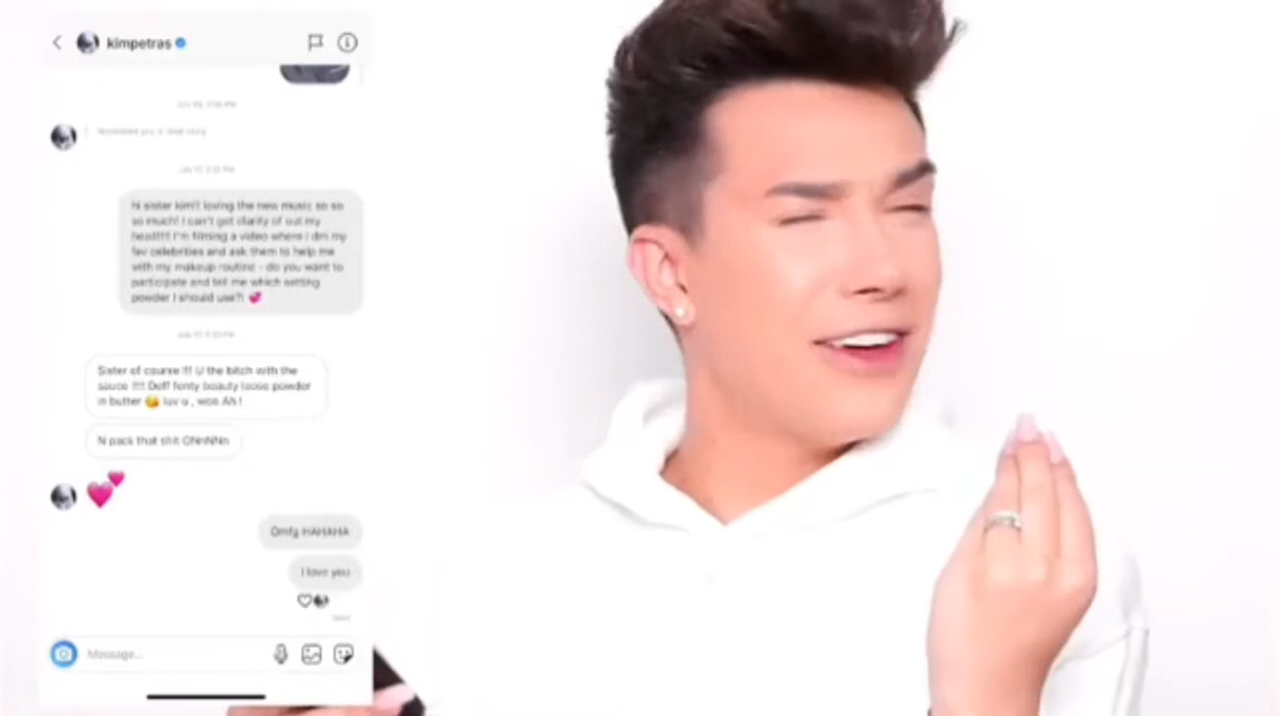 kimpetras
hi sister kim!! loving the new music so so
so much! I can't get clarity of out my
head!!!! I'm filming a video where I dm my
fav celebrities and ask them to help me
with my makeup routine - do you want to
participate and tell me which setting
powder I should use?! 💞
Sister of course !!! U the bitch with the
sauce !!!! Deff fenty beauty loose powder
in butter 😘 luv u , woo Ah !
N pack that shit ONnNNn
💕
Omfg HAHAHA
I love you
Message...